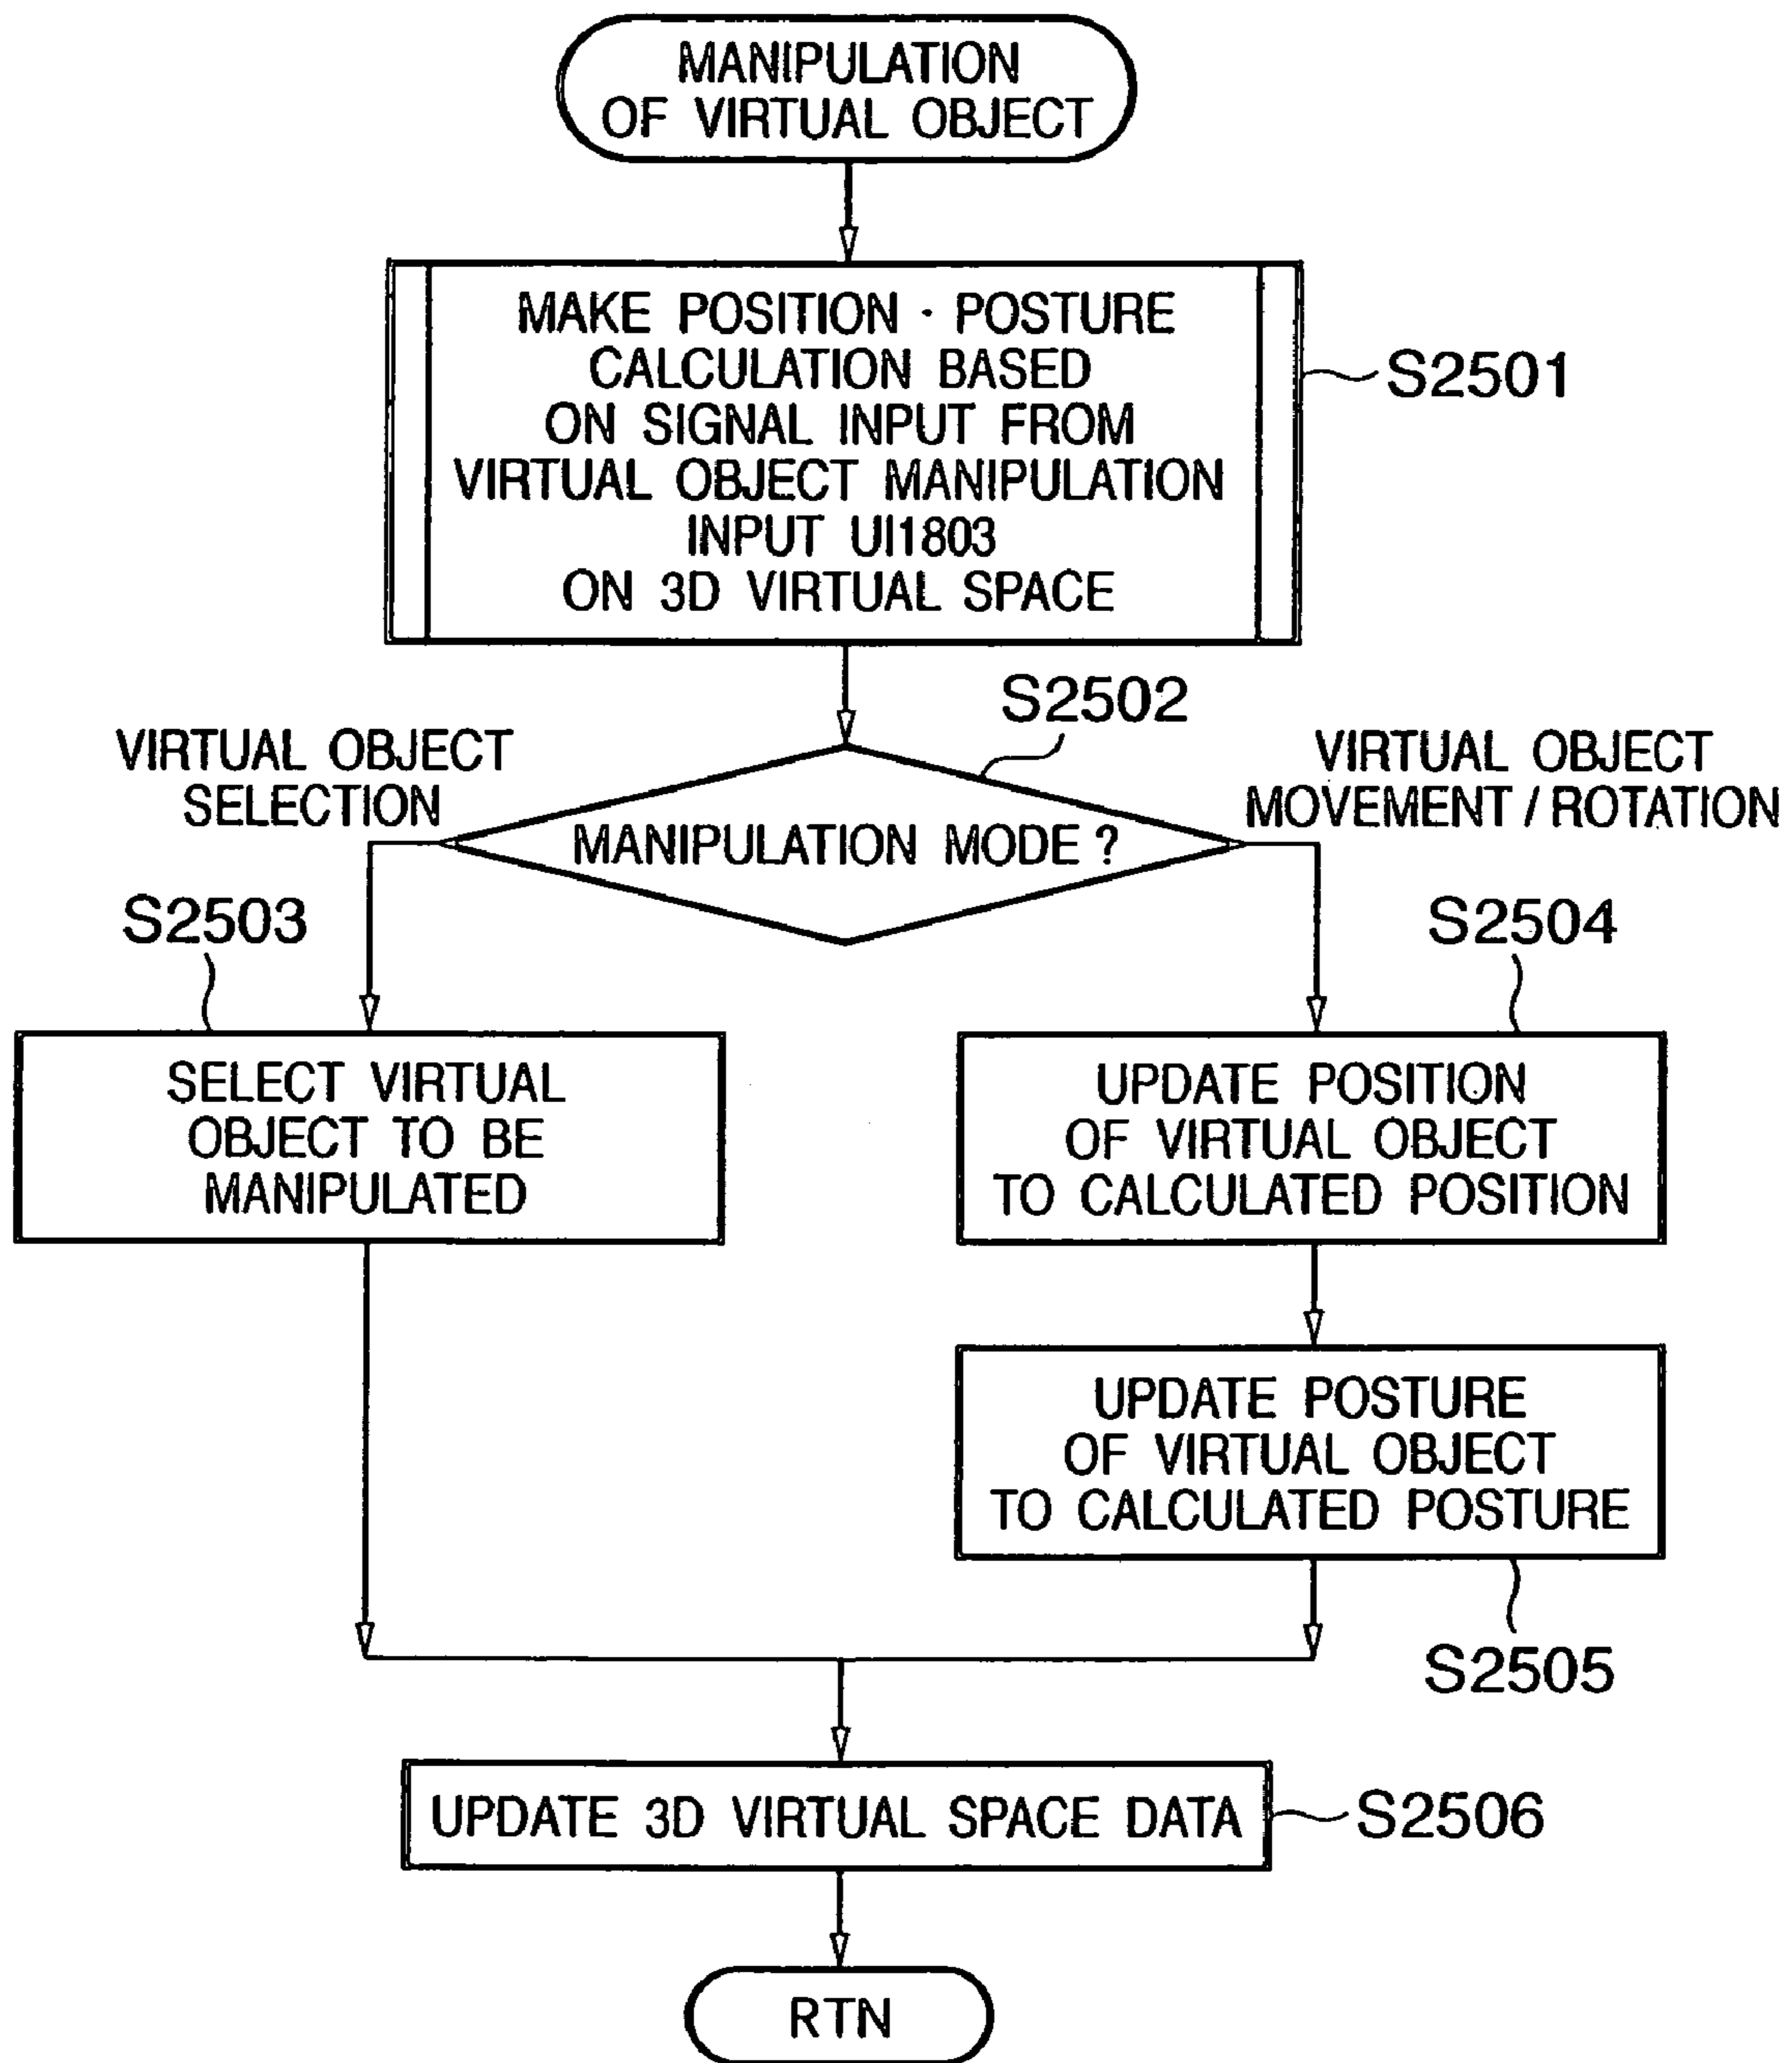 MANIPULATION
OF VIRTUAL OBJECT
MAKE POSITION · POSTURE
CALCULATION BASED
ON SIGNAL INPUT FROM
VIRTUAL OBJECT MANIPULATION
INPUT UI1803
ON 3D VIRTUAL SPACE
S2501
S2502
VIRTUAL OBJECT
SELECTION
VIRTUAL OBJECT
MOVEMENT / ROTATION
MANIPULATION MODE ?
S2503
S2504
SELECT VIRTUAL
OBJECT TO BE
MANIPULATED
UPDATE POSITION
OF VIRTUAL OBJECT
TO CALCULATED POSITION
UPDATE POSTURE
OF VIRTUAL OBJECT
TO CALCULATED POSTURE
S2505
UPDATE 3D VIRTUAL SPACE DATA
S2506
RTN